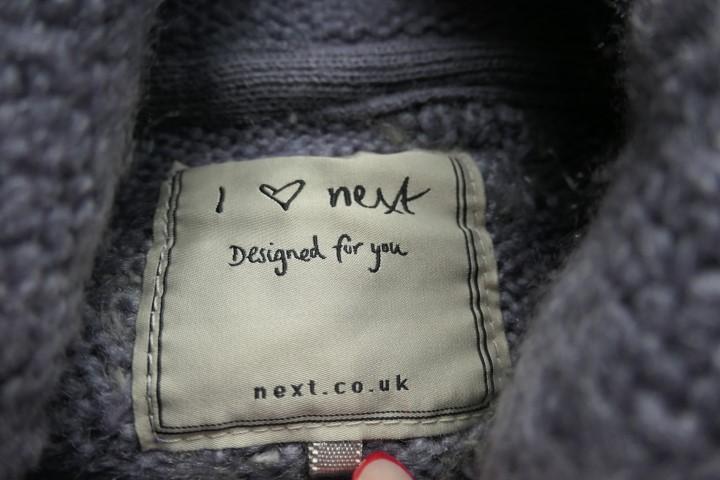 I ♡ next
Designed for you
next.co.uk